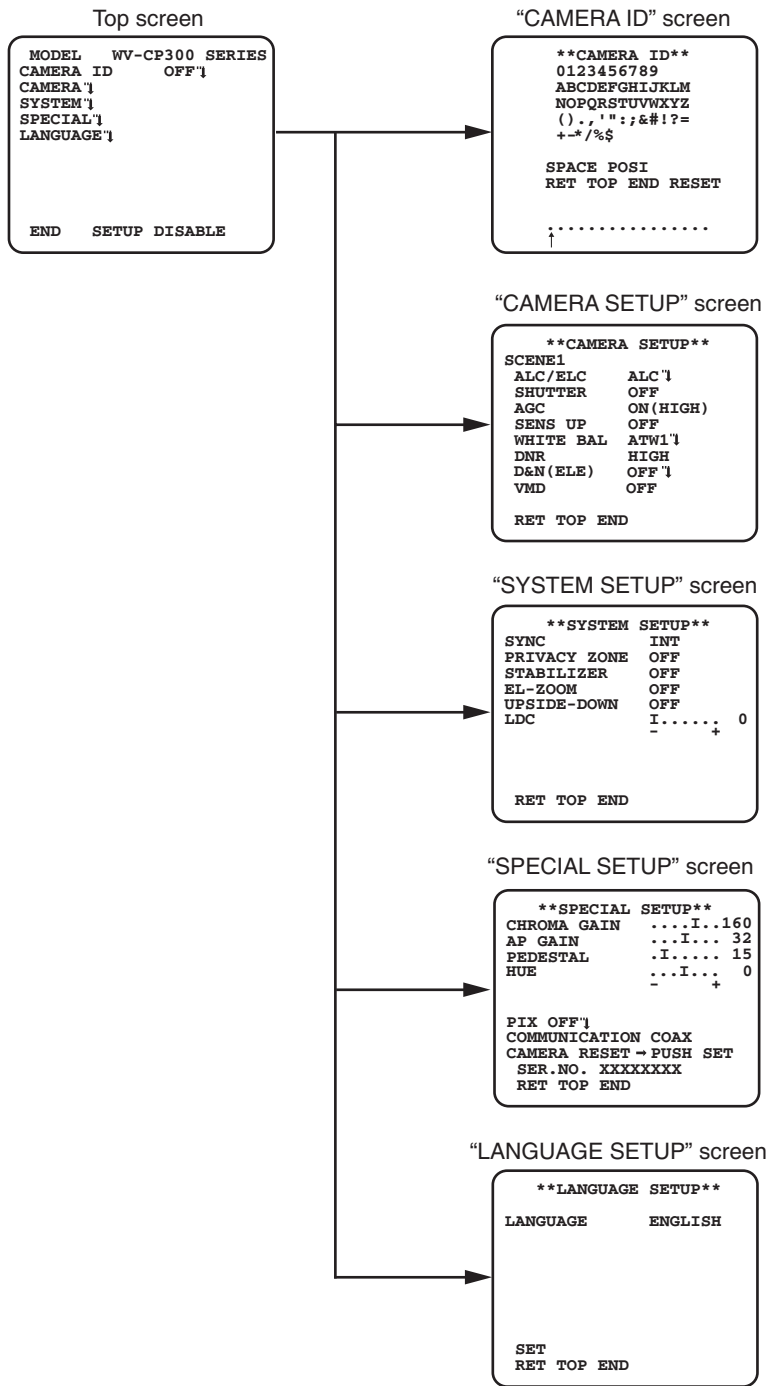 Top screen
MODEL WV-CP300 SERIES
CAMERA ID OFF
CAMERA
SYSTEM
SPECIAL
LANGUAGE
END SETUP DISABLE
“CAMERA ID” screen
**CAMERA ID**
0123456789
ABCDEFGHIJKLM
NOPQRSTUVWXYZ
().,'":;&#!?=
+-*/%$
SPACE POSI
RET TOP END RESET
................
↑
“CAMERA SETUP” screen
**CAMERA SETUP**
SCENE1
ALC/ELC ALC
SHUTTER OFF
AGC ON(HIGH)
SENS UP OFF
WHITE BAL ATW1
DNR HIGH
D&N(ELE) OFF
VMD OFF
RET TOP END
“SYSTEM SETUP” screen
**SYSTEM SETUP**
SYNC INT
PRIVACY ZONE OFF
STABILIZER OFF
EL-ZOOM OFF
UPSIDE-DOWN OFF
LDC I...... 0
- +
RET TOP END
“SPECIAL SETUP” screen
**SPECIAL SETUP**
CHROMA GAIN ....I..160
AP GAIN ...I... 32
PEDESTAL .I..... 15
HUE ...I... 0
- +
PIX OFF
COMMUNICATION COAX
CAMERA RESET → PUSH SET
SER.NO. XXXXXXXX
RET TOP END
“LANGUAGE SETUP” screen
**LANGUAGE SETUP**
LANGUAGE ENGLISH
SET
RET TOP END